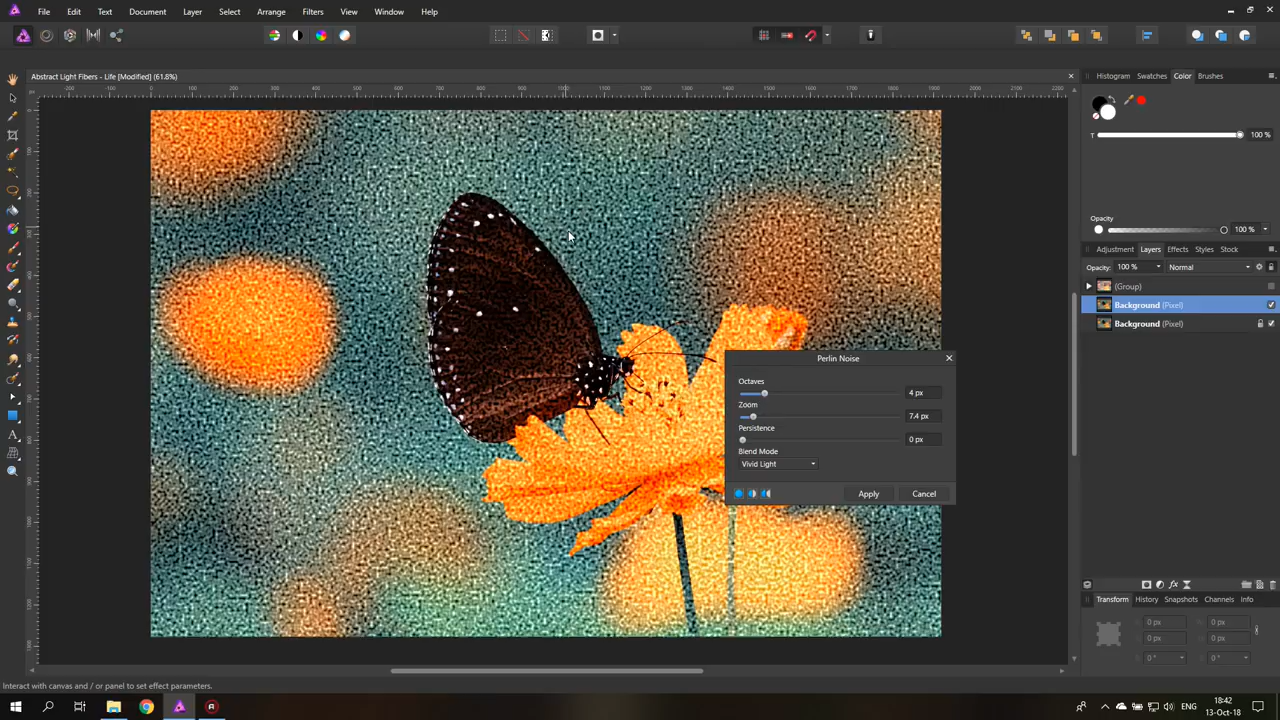 File Edit Text Document Layer Select Arrange Filters View Window Help
Abstract Light Fibers - Life [Modified] (61.8%)
Histogram Swatches Color Brushes
T 100 %
Opacity
100 %
Adjustment Layers Effects Styles Stock
Opacity: 100 % Normal
(Group)
Background (Pixel)
Background (Pixel)
Perlin Noise
Octaves
4 px
Zoom
7.4 px
Persistence
0 px
Blend Mode
Vivid Light
Apply Cancel
Transform History Snapshots Channels Info
X: 0 px W: 0 px
Y: 0 px H: 0 px
0 ° 0 °
Interact with canvas and / or panel to set effect parameters.
18:42
13-Oct-18